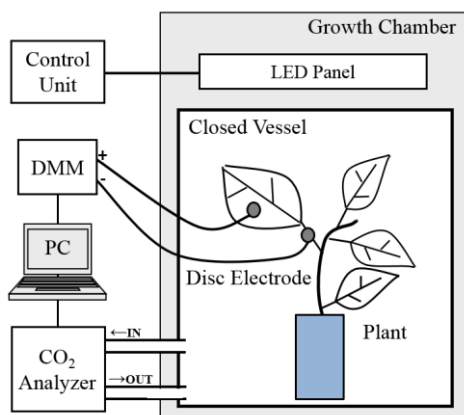 Growth Chamber
Control
Unit
LED Panel
Closed Vessel
DMM
+
-
PC
Disc Electrode
Plant
CO₂
Analyzer
←IN
→OUT